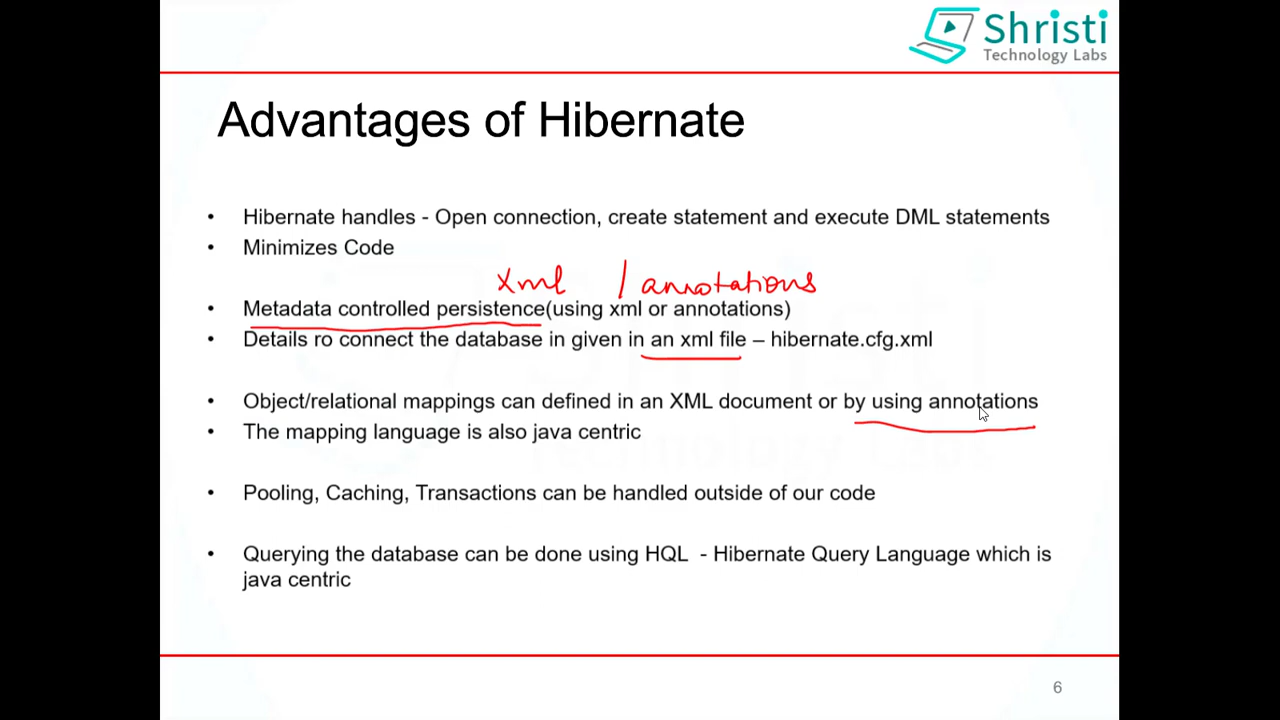 Shristi
Technology Labs
Advantages of Hibernate
• Hibernate handles - Open connection, create statement and execute DML statements
• Minimizes Code
xml / annotations
• Metadata controlled persistence(using xml or annotations)
• Details ro connect the database in given in an xml file – hibernate.cfg.xml
• Object/relational mappings can defined in an XML document or by using annotations
• The mapping language is also java centric
• Pooling, Caching, Transactions can be handled outside of our code
• Querying the database can be done using HQL - Hibernate Query Language which is
java centric
6